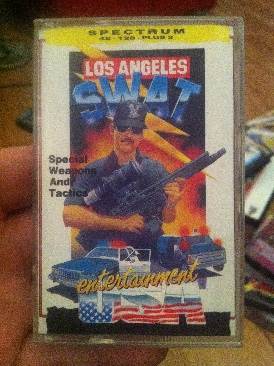 SPECTRUM
48 · 128 · PLUS 2
LOS ANGELES
SWAT
Special
Weapons
And
Tactics
entertainment
USA